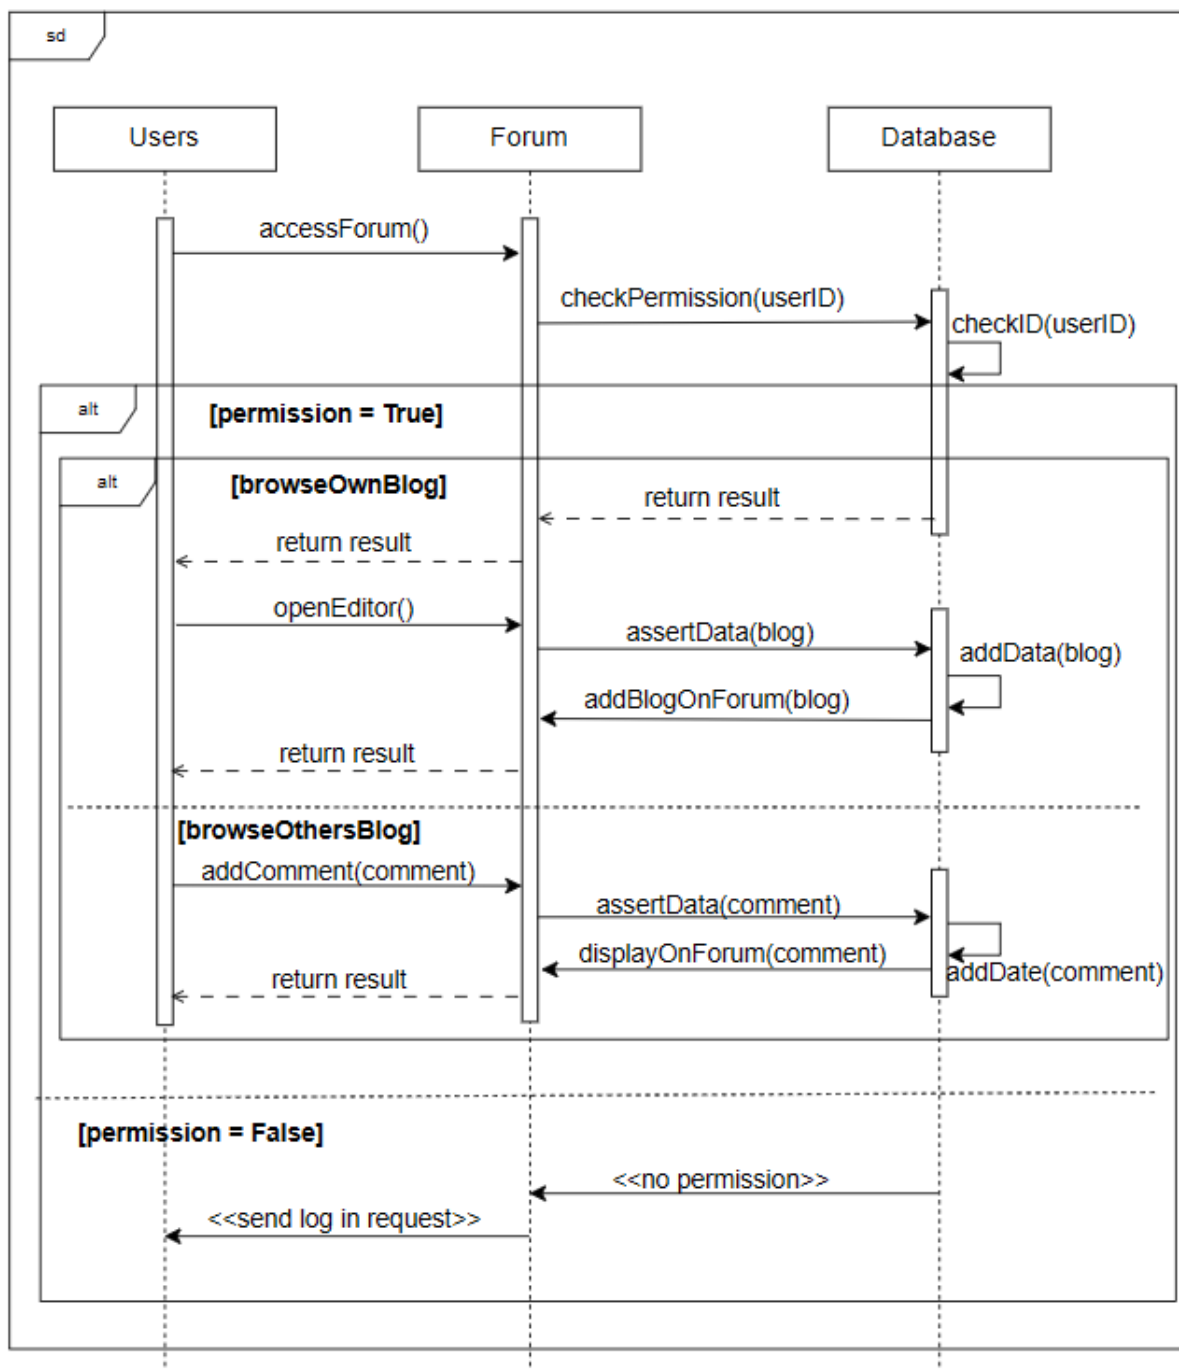 sd
Users
Forum
Database
accessForum()
checkPermission(userID)
checkID(userID)
alt
[permission = True]
alt
[browseOwnBlog]
return result
return result
openEditor()
assertData(blog)
addData(blog)
addBlogOnForum(blog)
return result
[browseOthersBlog]
addComment(comment)
assertData(comment)
displayOnForum(comment)
addDate(comment)
return result
[permission = False]
<<no permission>>
<<send log in request>>